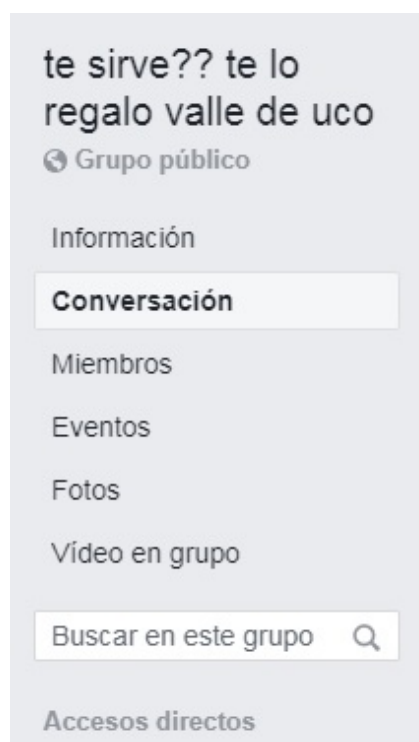 te sirve?? te lo
regalo valle de uco
Grupo público
Información
Conversación
Miembros
Eventos
Fotos
Vídeo en grupo
Buscar en este grupo
Accesos directos